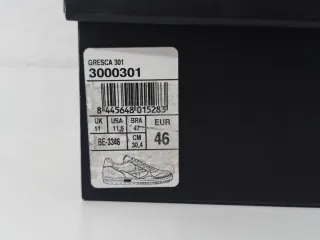 GRESCA 301
3000301
8 445648 015283
UK 11 USA 11,5 BRA 47 EUR 46
BE-3346 CM 30,4